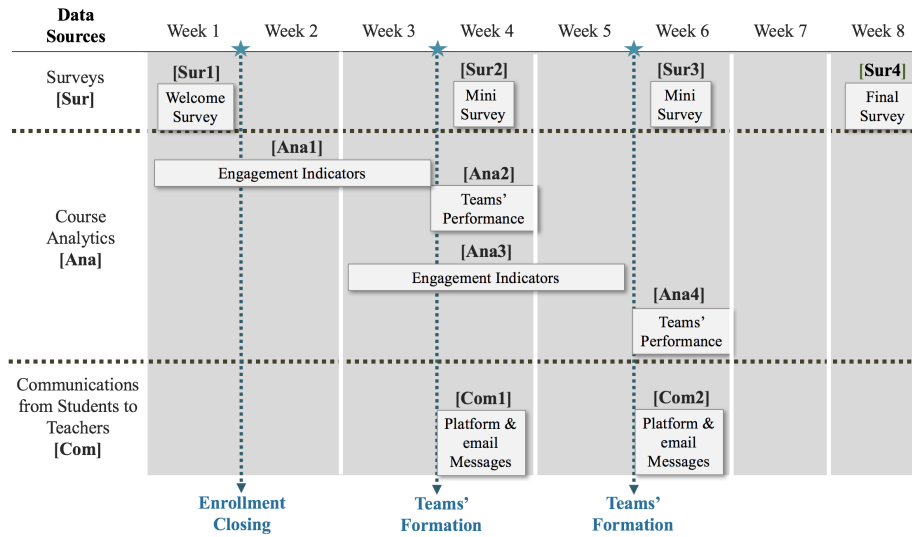 Data
Sources
Week 1
Week 2
Week 3
Week 4
Week 5
Week 6
Week 7
Week 8
Surveys
[Sur]
[Sur1]
Welcome
Survey
[Sur2]
Mini
Survey
[Sur3]
Mini
Survey
[Sur4]
Final
Survey
Course
Analytics
[Ana]
[Ana1]
Engagement Indicators
[Ana2]
Teams’
Performance
[Ana3]
Engagement Indicators
[Ana4]
Teams’
Performance
Communications
from Students to
Teachers
[Com]
[Com1]
Platform &
email
Messages
[Com2]
Platform &
email
Messages
Enrollment
Closing
Teams’
Formation
Teams’
Formation